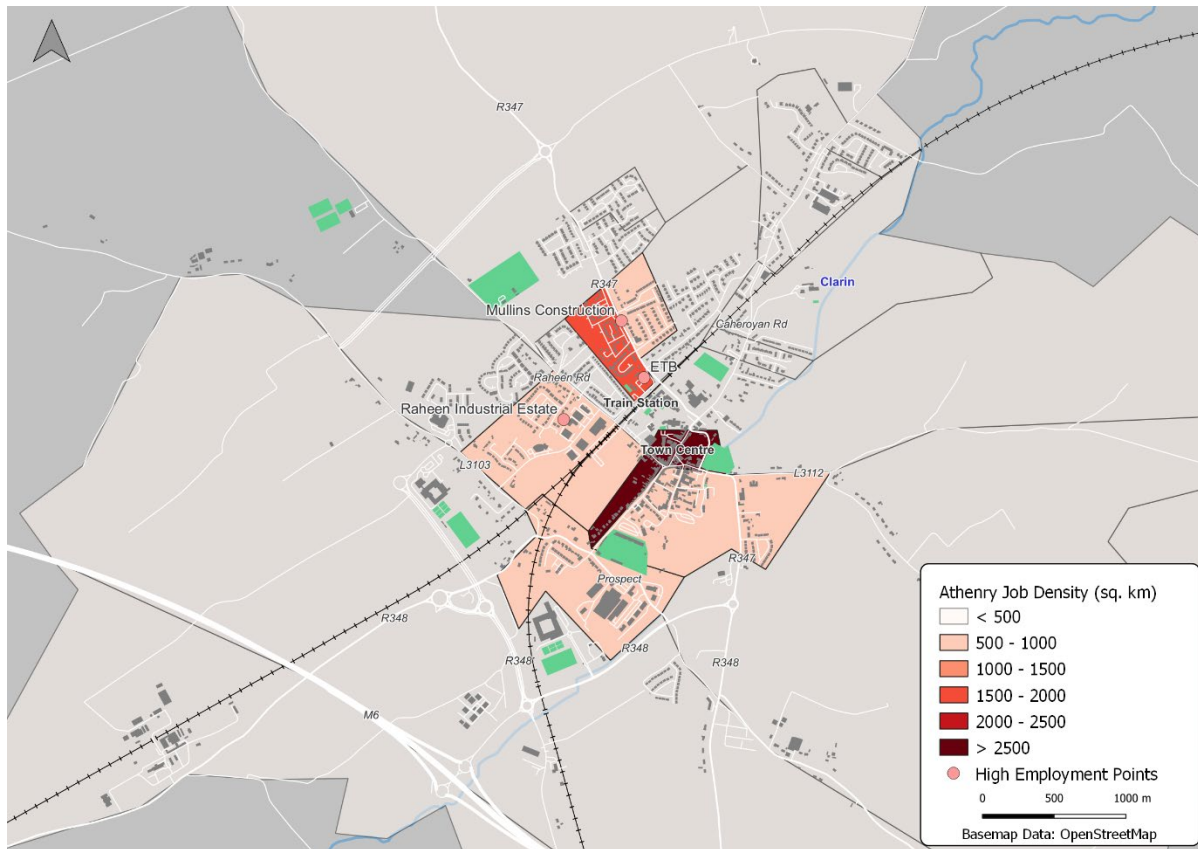 R347
R347
Clarin
Mullins Construction
Caheroyan Rd
ETB
Raheen Rd
Train Station
Raheen Industrial Estate
Town Centre
L3103
L3112
R347
Prospect
R348
R348
R348
R348
M6
Athenry Job Density (sq. km)
< 500
500 - 1000
1000 - 1500
1500 - 2000
2000 - 2500
> 2500
High Employment Points
0 500 1000 m
Basemap Data: OpenStreetMap